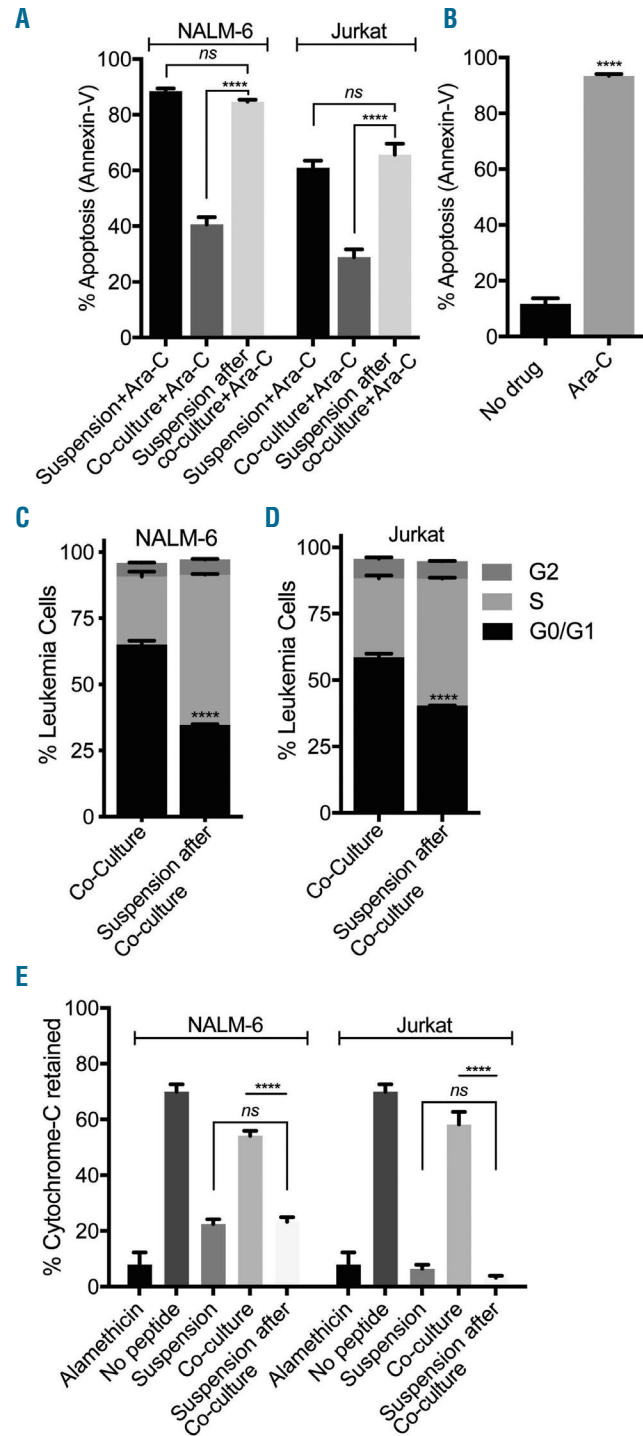 A
NALM-6
Jurkat
ns
****
ns
****
% Apoptosis (Annexin-V)
100
80
60
40
20
0
Suspension+Ara-C
Co-culture+Ara-C
Suspension after
co-culture+Ara-C
Suspension+Ara-C
Co-culture+Ara-C
Suspension after
co-culture+Ara-C
B
****
% Apoptosis (Annexin-V)
100
80
60
40
20
0
No drug
Ara-C
C
NALM-6
% Leukemia Cells
100
75
50
25
0
****
Co-Culture
Suspension after
Co-culture
D
Jurkat
% Leukemia Cells
100
75
50
25
0
****
Co-Culture
Suspension after
Co-culture
G2
S
G0/G1
E
NALM-6
Jurkat
****
ns
****
ns
% Cytochrome-C retained
100
80
60
40
20
0
Alamethicin
No peptide
Suspension
Co-culture
Suspension after
Co-culture
Alamethicin
No peptide
Suspension
Co-culture
Suspension after
Co-culture